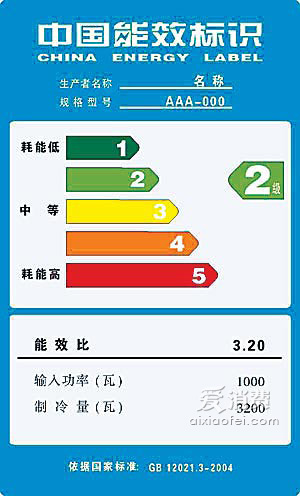 中国能效标识
CHINA ENERGY LABEL
生产者名称 名 称
规格型号 AAA-000
耗能低 1
2 2级
中 等 3
4
耗能高 5
能 效 比 3.20
输入功率(瓦) 1000
制 冷 量(瓦) 3200
爱消费
aixiaofei.com
依据国家标准: GB 12021.3-2004